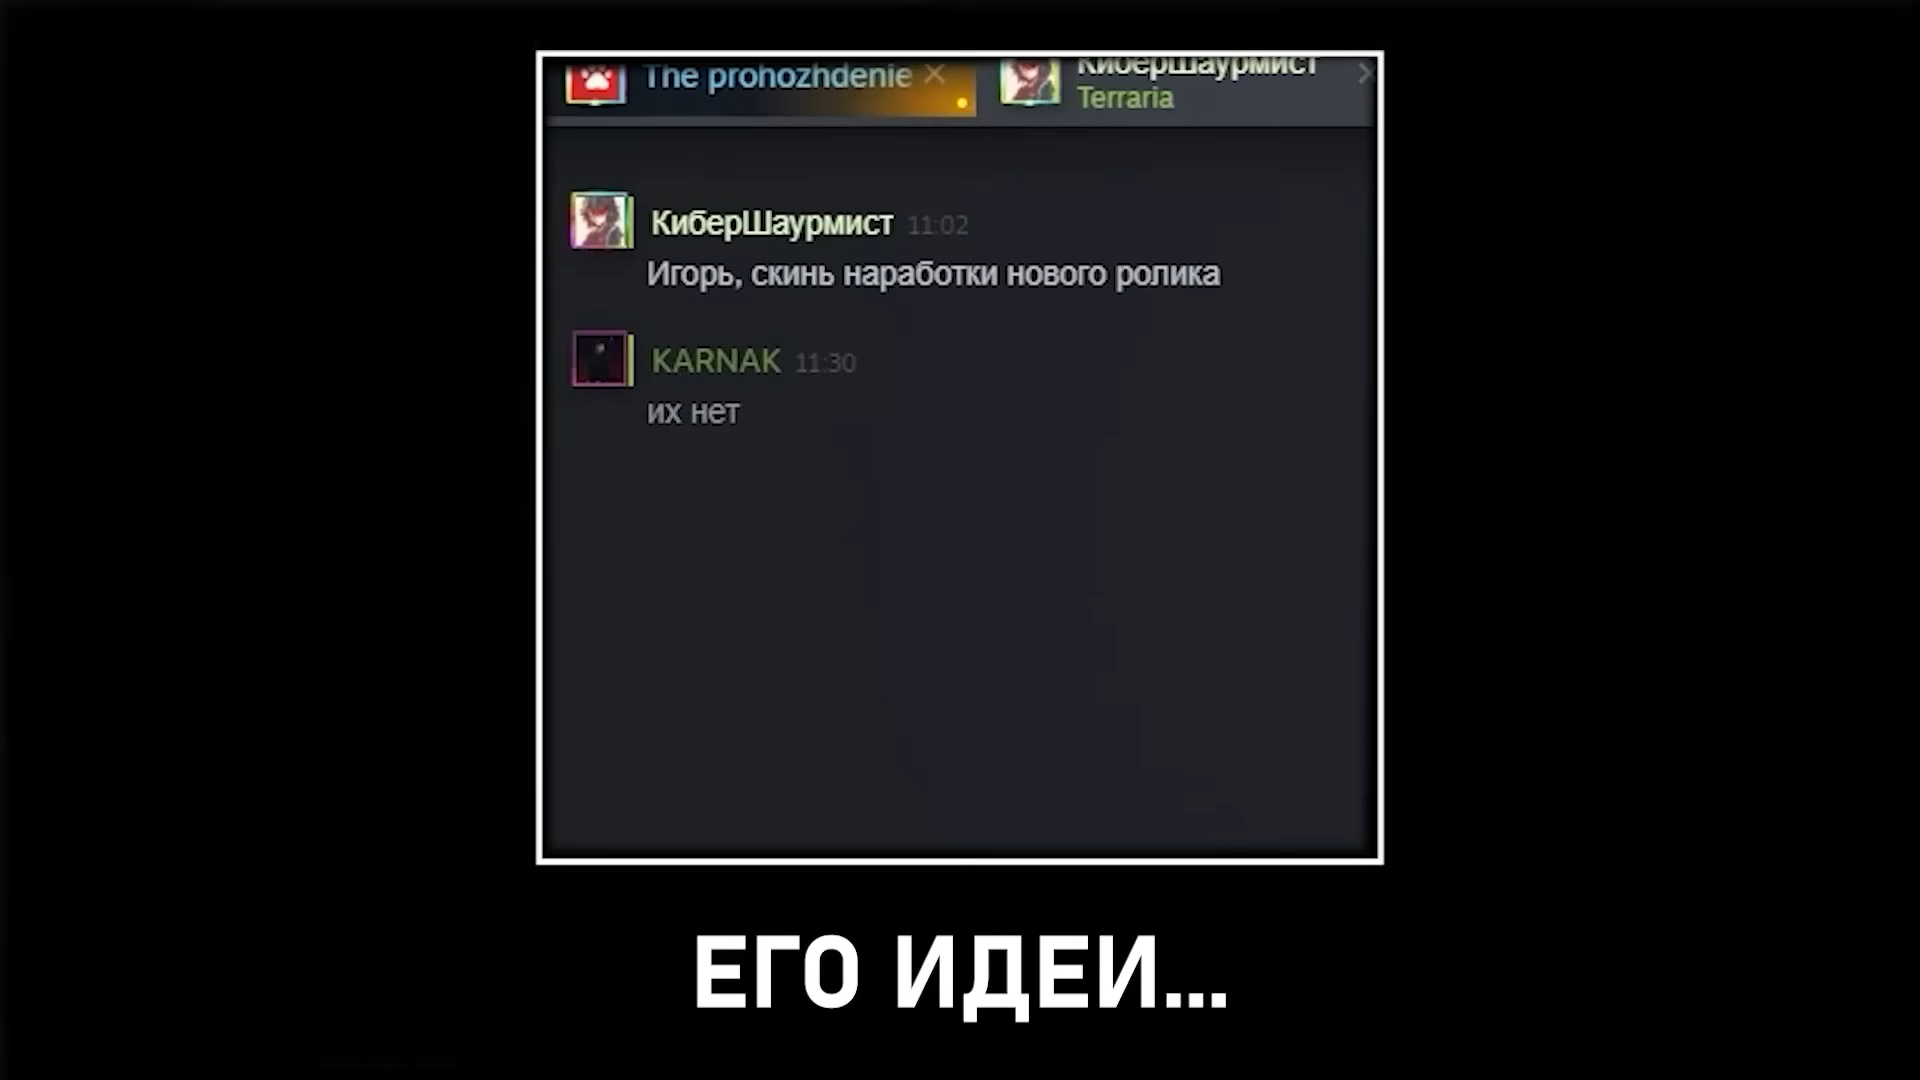 The prohozhdenie
КиберШаурмист
Terraria
КиберШаурмист 11:02
Игорь, скинь наработки нового ролика
KARNAK 11:30
их нет
ЕГО ИДЕИ...